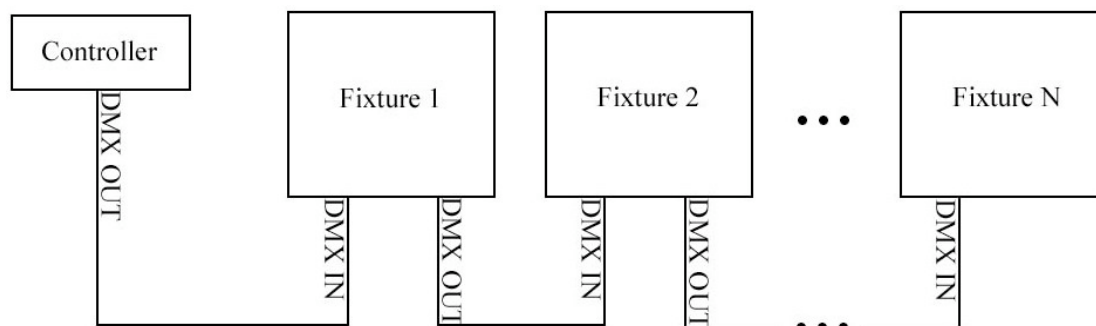 Controller
Fixture 1
Fixture 2
Fixture N
DMX OUT
DMX IN
DMX OUT
DMX IN
DMX OUT
DMX IN